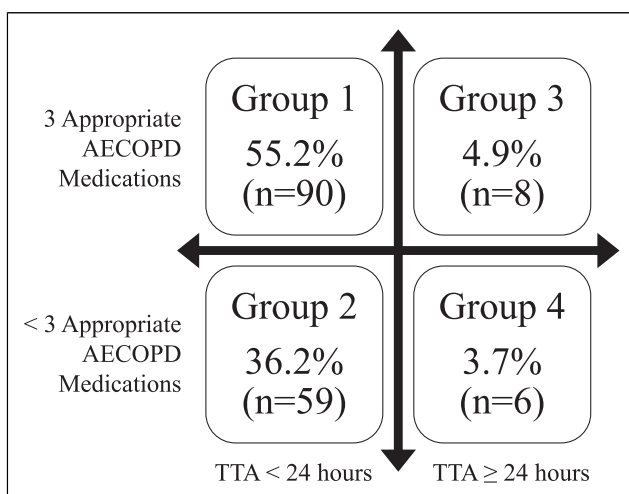 3 Appropriate
AECOPD
Medications
Group 1
55.2%
(n=90)
Group 3
4.9%
(n=8)
< 3 Appropriate
AECOPD
Medications
Group 2
36.2%
(n=59)
Group 4
3.7%
(n=6)
TTA < 24 hours
TTA ≥ 24 hours